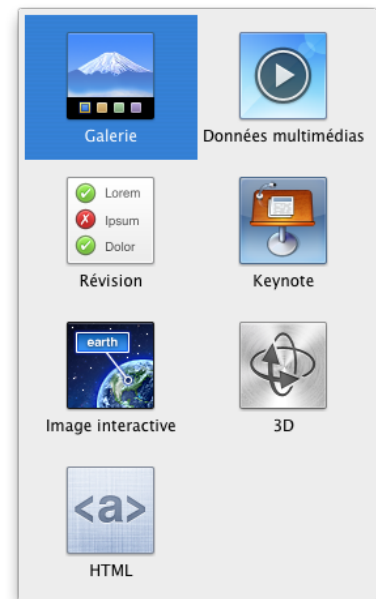 Galerie
Données multimédias
Lorem
Ipsum
Dolor
Révision
Keynote
earth
Image interactive
3D
<a>
HTML